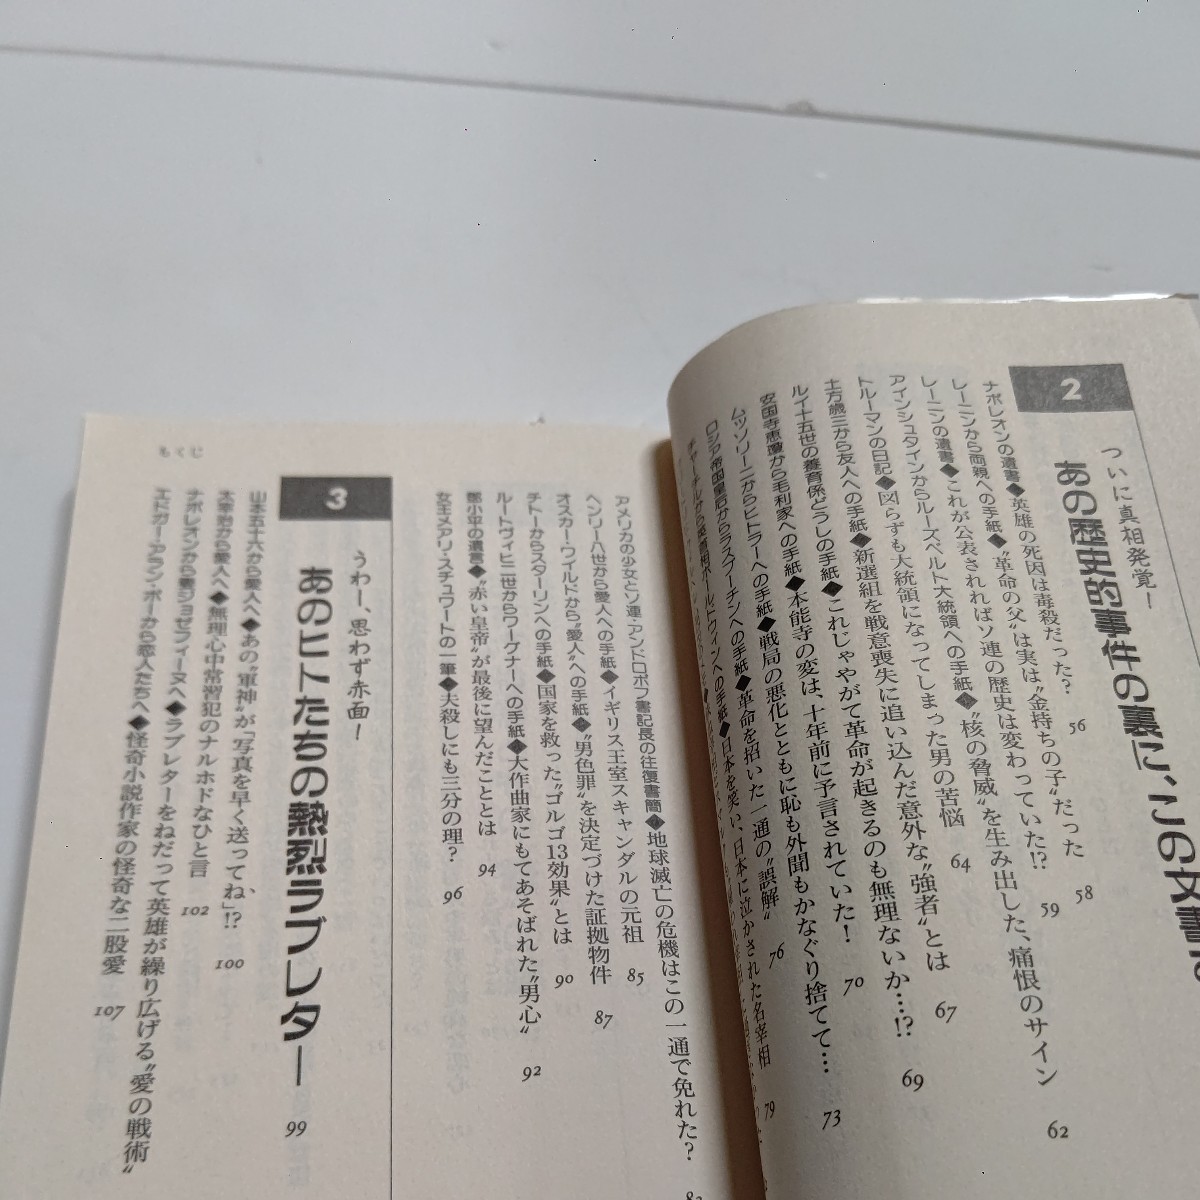 2
ついに真相発覚!
あの歴史的事件の裏に、この文書
ナポレオンの遺書◆英雄の死因は毒殺だった? 56
レーニンから両親への手紙◆"革命の父"は実は"金持ちの子"だった 58
レーニンの遺書◆これが公表されればソ連の歴史は変わっていた!? 59
アインシュタインからルーズベルト大統領への手紙◆"核の脅威"を生み出した、痛恨のサイン 62
トルーマンの日記◆図らずも大統領になってしまった男の苦悩 64
土方歳三から友人への手紙◆新選組を戦意喪失に追い込んだ意外な"強者"とは 67
ルイ十五世の養育係どうしの手紙◆これじゃやがて革命が起きるのも無理ないか…!? 69
安国寺恵瓊から毛利家への手紙◆本能寺の変は、十年前に予言されていた! 70
ムッソリーニからヒトラーへの手紙◆戦局の悪化とともに恥も外聞もかなぐり捨てて… 73
ロシア帝国皇后からラスプーチンへの手紙◆革命を招いた一通の"誤解" 76
首相ボールドウィンへの手紙◆日本を笑い、日本に泣かされた名宰相 79
アメリカの少女とソ連・アンドロポフ書記長の往復書簡◆地球滅亡の危機はこの一通で免れた?
ヘンリー八世から愛人への手紙◆イギリス王室スキャンダルの元祖 85
オスカー・ワイルドから"愛人"への手紙◆"男色罪"を決定づけた証拠物件 87
チトーからスターリンへの手紙◆国家を救った"ゴルゴ13効果"とは 90
ルートヴィヒ二世からワーグナーへの手紙◆大作曲家にもてあそばれた"男心" 92
鄧小平の遺書◆"赤い皇帝"が最後に望んだこととは 94
女王メアリ・スチュワートの一筆◆夫殺しにも三分の理? 96
3
うわー、思わず赤面!
あのヒトたちの熱烈ラブレター 99
山本五十六から愛人へ◆あの"軍神"が「写真を早く送ってね」!? 100
太宰治から愛人へ◆無理心中常習犯のナルホドなひと言 102
ナポレオンから妻ジョゼフィーヌへ◆ラブレターをねだって英雄が繰り広げる"愛の戦術"
エドガー・アラン・ポーから恋人たちへ◆怪奇小説作家の怪奇な二股愛 107
もくじ